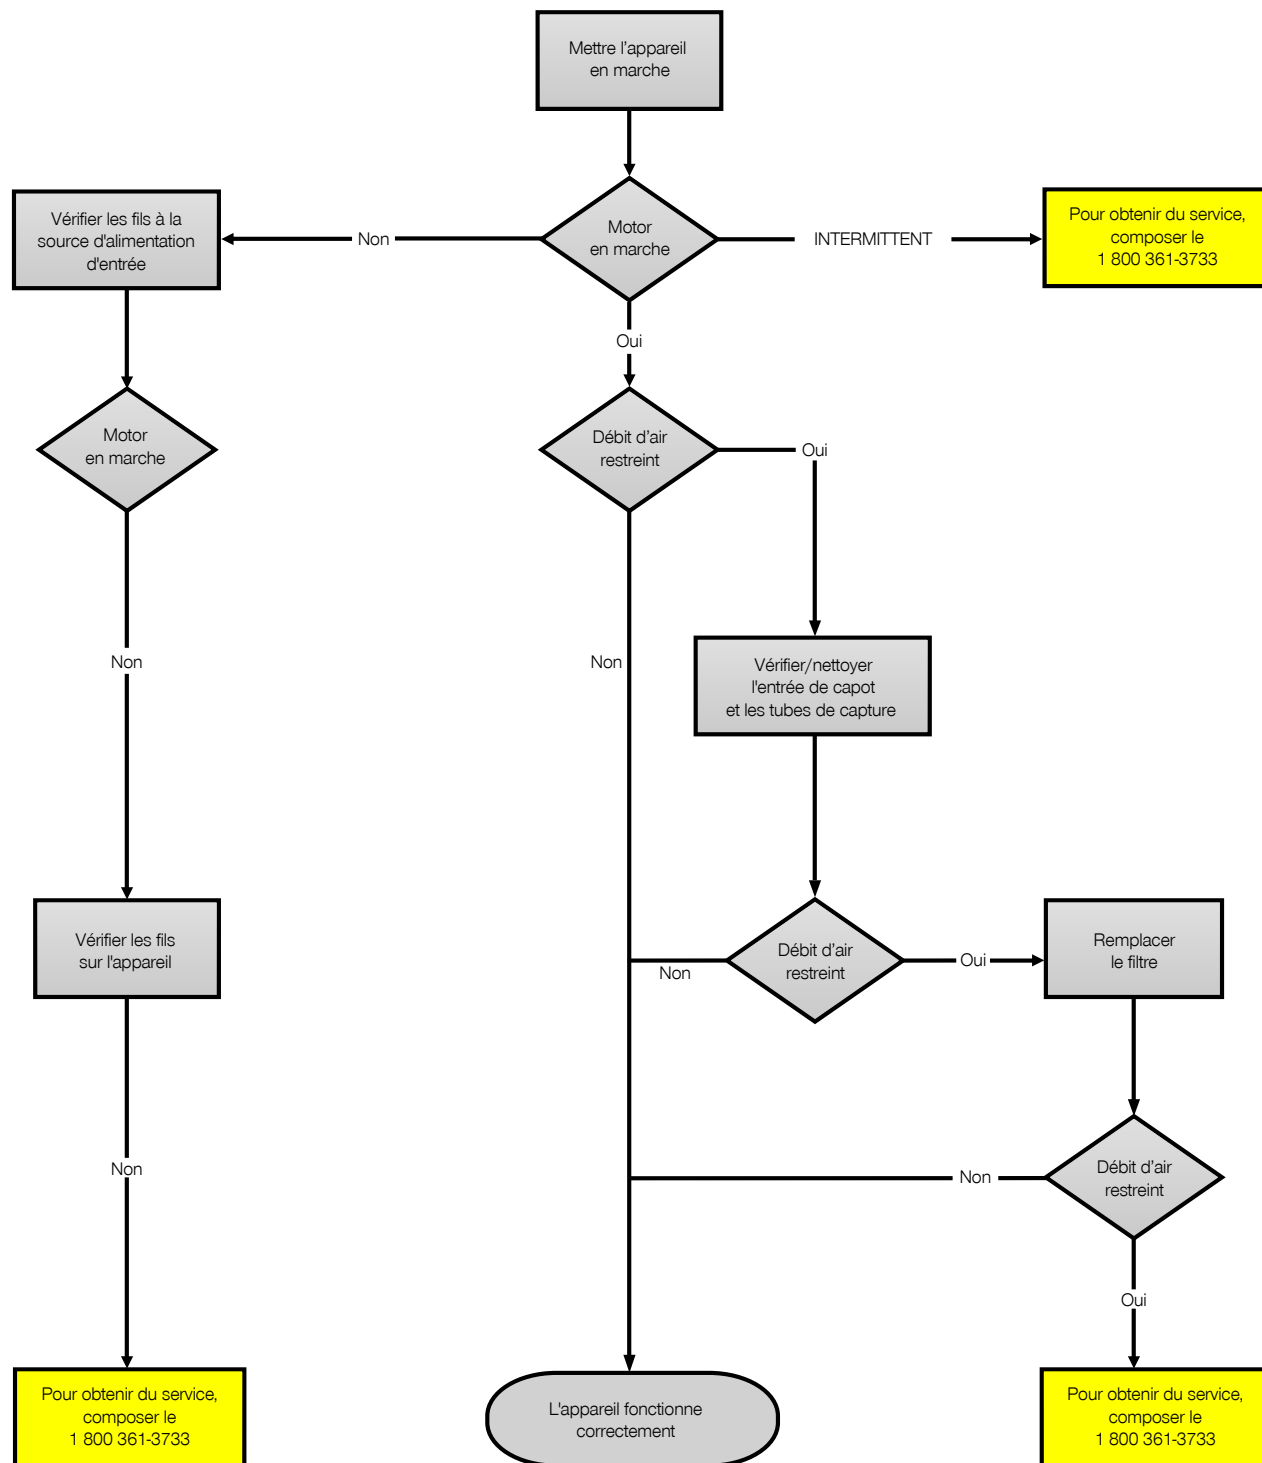 Mettre l’appareil
en marche
Vérifier les fils à la
source d'alimentation
d'entrée
Non
Motor
en marche
INTERMITTENT
Pour obtenir du service,
composer le
1 800 361-3733
Oui
Motor
en marche
Débit d’air
restreint
Oui
Non
Non
Vérifier/nettoyer
l'entrée de capot
et les tubes de capture
Vérifier les fils
sur l'appareil
Non
Débit d’air
restreint
Oui
Remplacer
le filtre
Non
Non
Débit d’air
restreint
Oui
Pour obtenir du service,
composer le
1 800 361-3733
L'appareil fonctionne
correctement
Pour obtenir du service,
composer le
1 800 361-3733